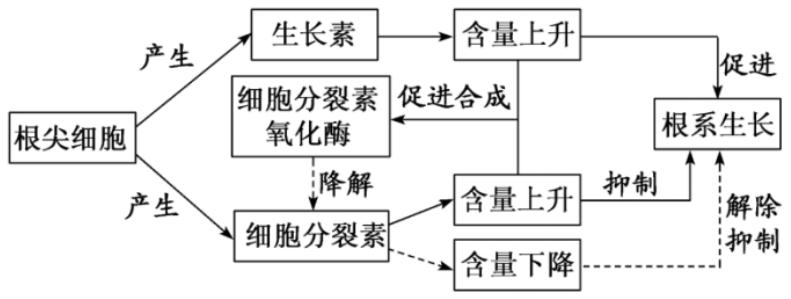 生长素
含量上升
产生
促进
细胞分裂素
氧化酶
促进合成
根尖细胞
根系生长
降解
产生
含量上升
抑制
解除
抑制
细胞分裂素
含量下降